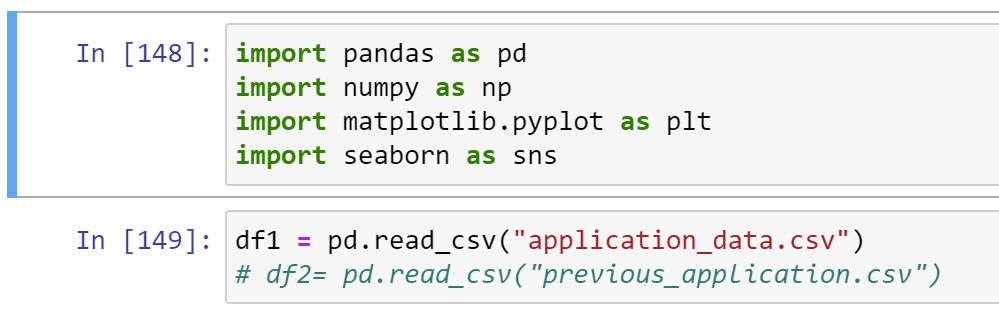 In [148]: import pandas as pd
import numpy as np
import matplotlib.pyplot as plt
import seaborn as sns
In [149]: df1 = pd.read_csv("application_data.csv")
# df2= pd.read_csv("previous_application.csv")